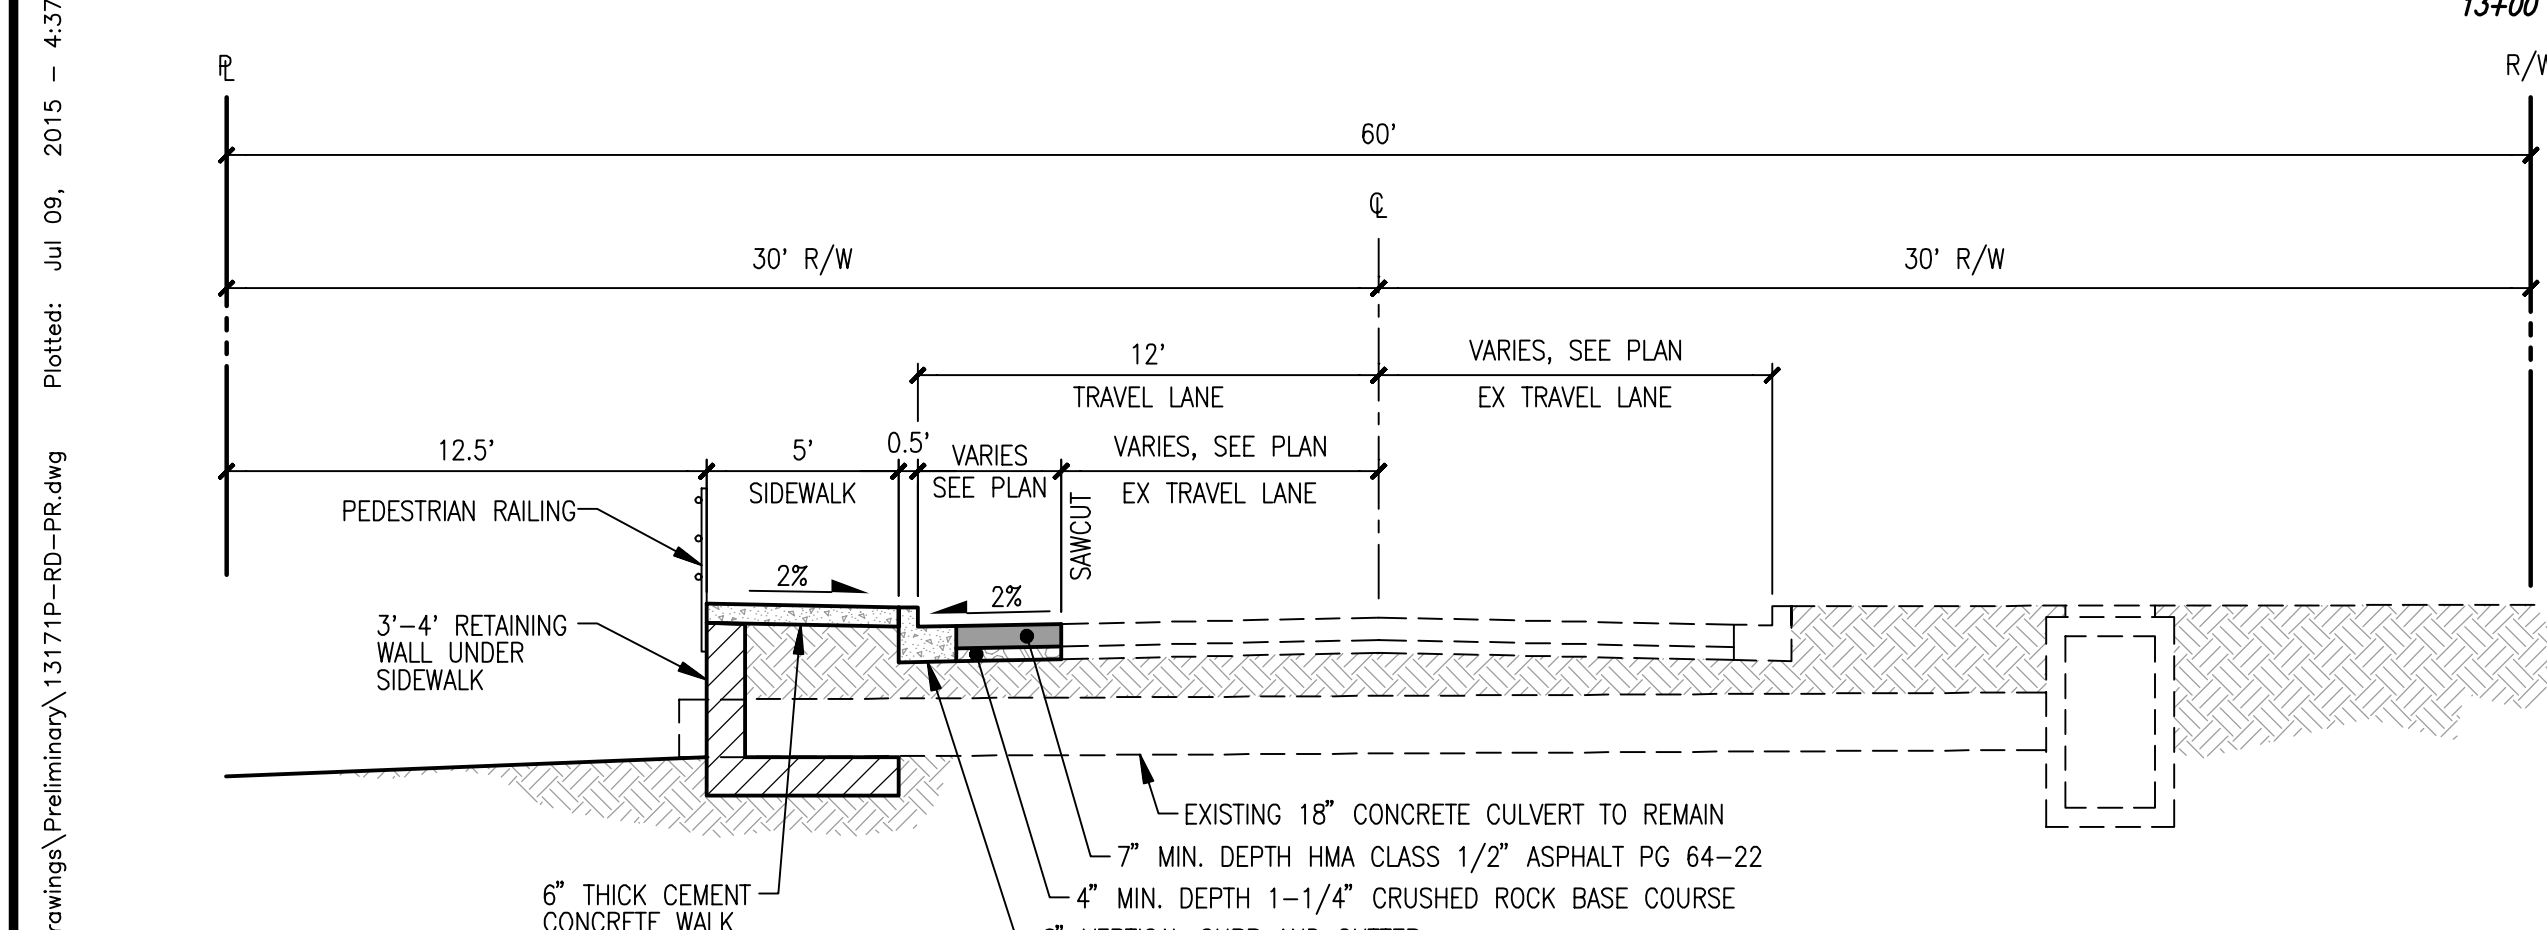 13+00
rawings\Preliminary\13171P-RD-PR.dwg Plotted: Jul 09, 2015 - 4:37
PL
R/W
60'
CL
30' R/W
30' R/W
12'
TRAVEL LANE
VARIES, SEE PLAN
EX TRAVEL LANE
12.5'
5'
SIDEWALK
0.5'
VARIES
SEE PLAN
VARIES, SEE PLAN
EX TRAVEL LANE
SAWCUT
PEDESTRIAN RAILING
2%
2%
3'-4' RETAINING
WALL UNDER
SIDEWALK
EXISTING 18" CONCRETE CULVERT TO REMAIN
7" MIN. DEPTH HMA CLASS 1/2" ASPHALT PG 64-22
4" MIN. DEPTH 1-1/4" CRUSHED ROCK BASE COURSE
6" THICK CEMENT
CONCRETE WALK
VERTICAL CURB AND GUTTER